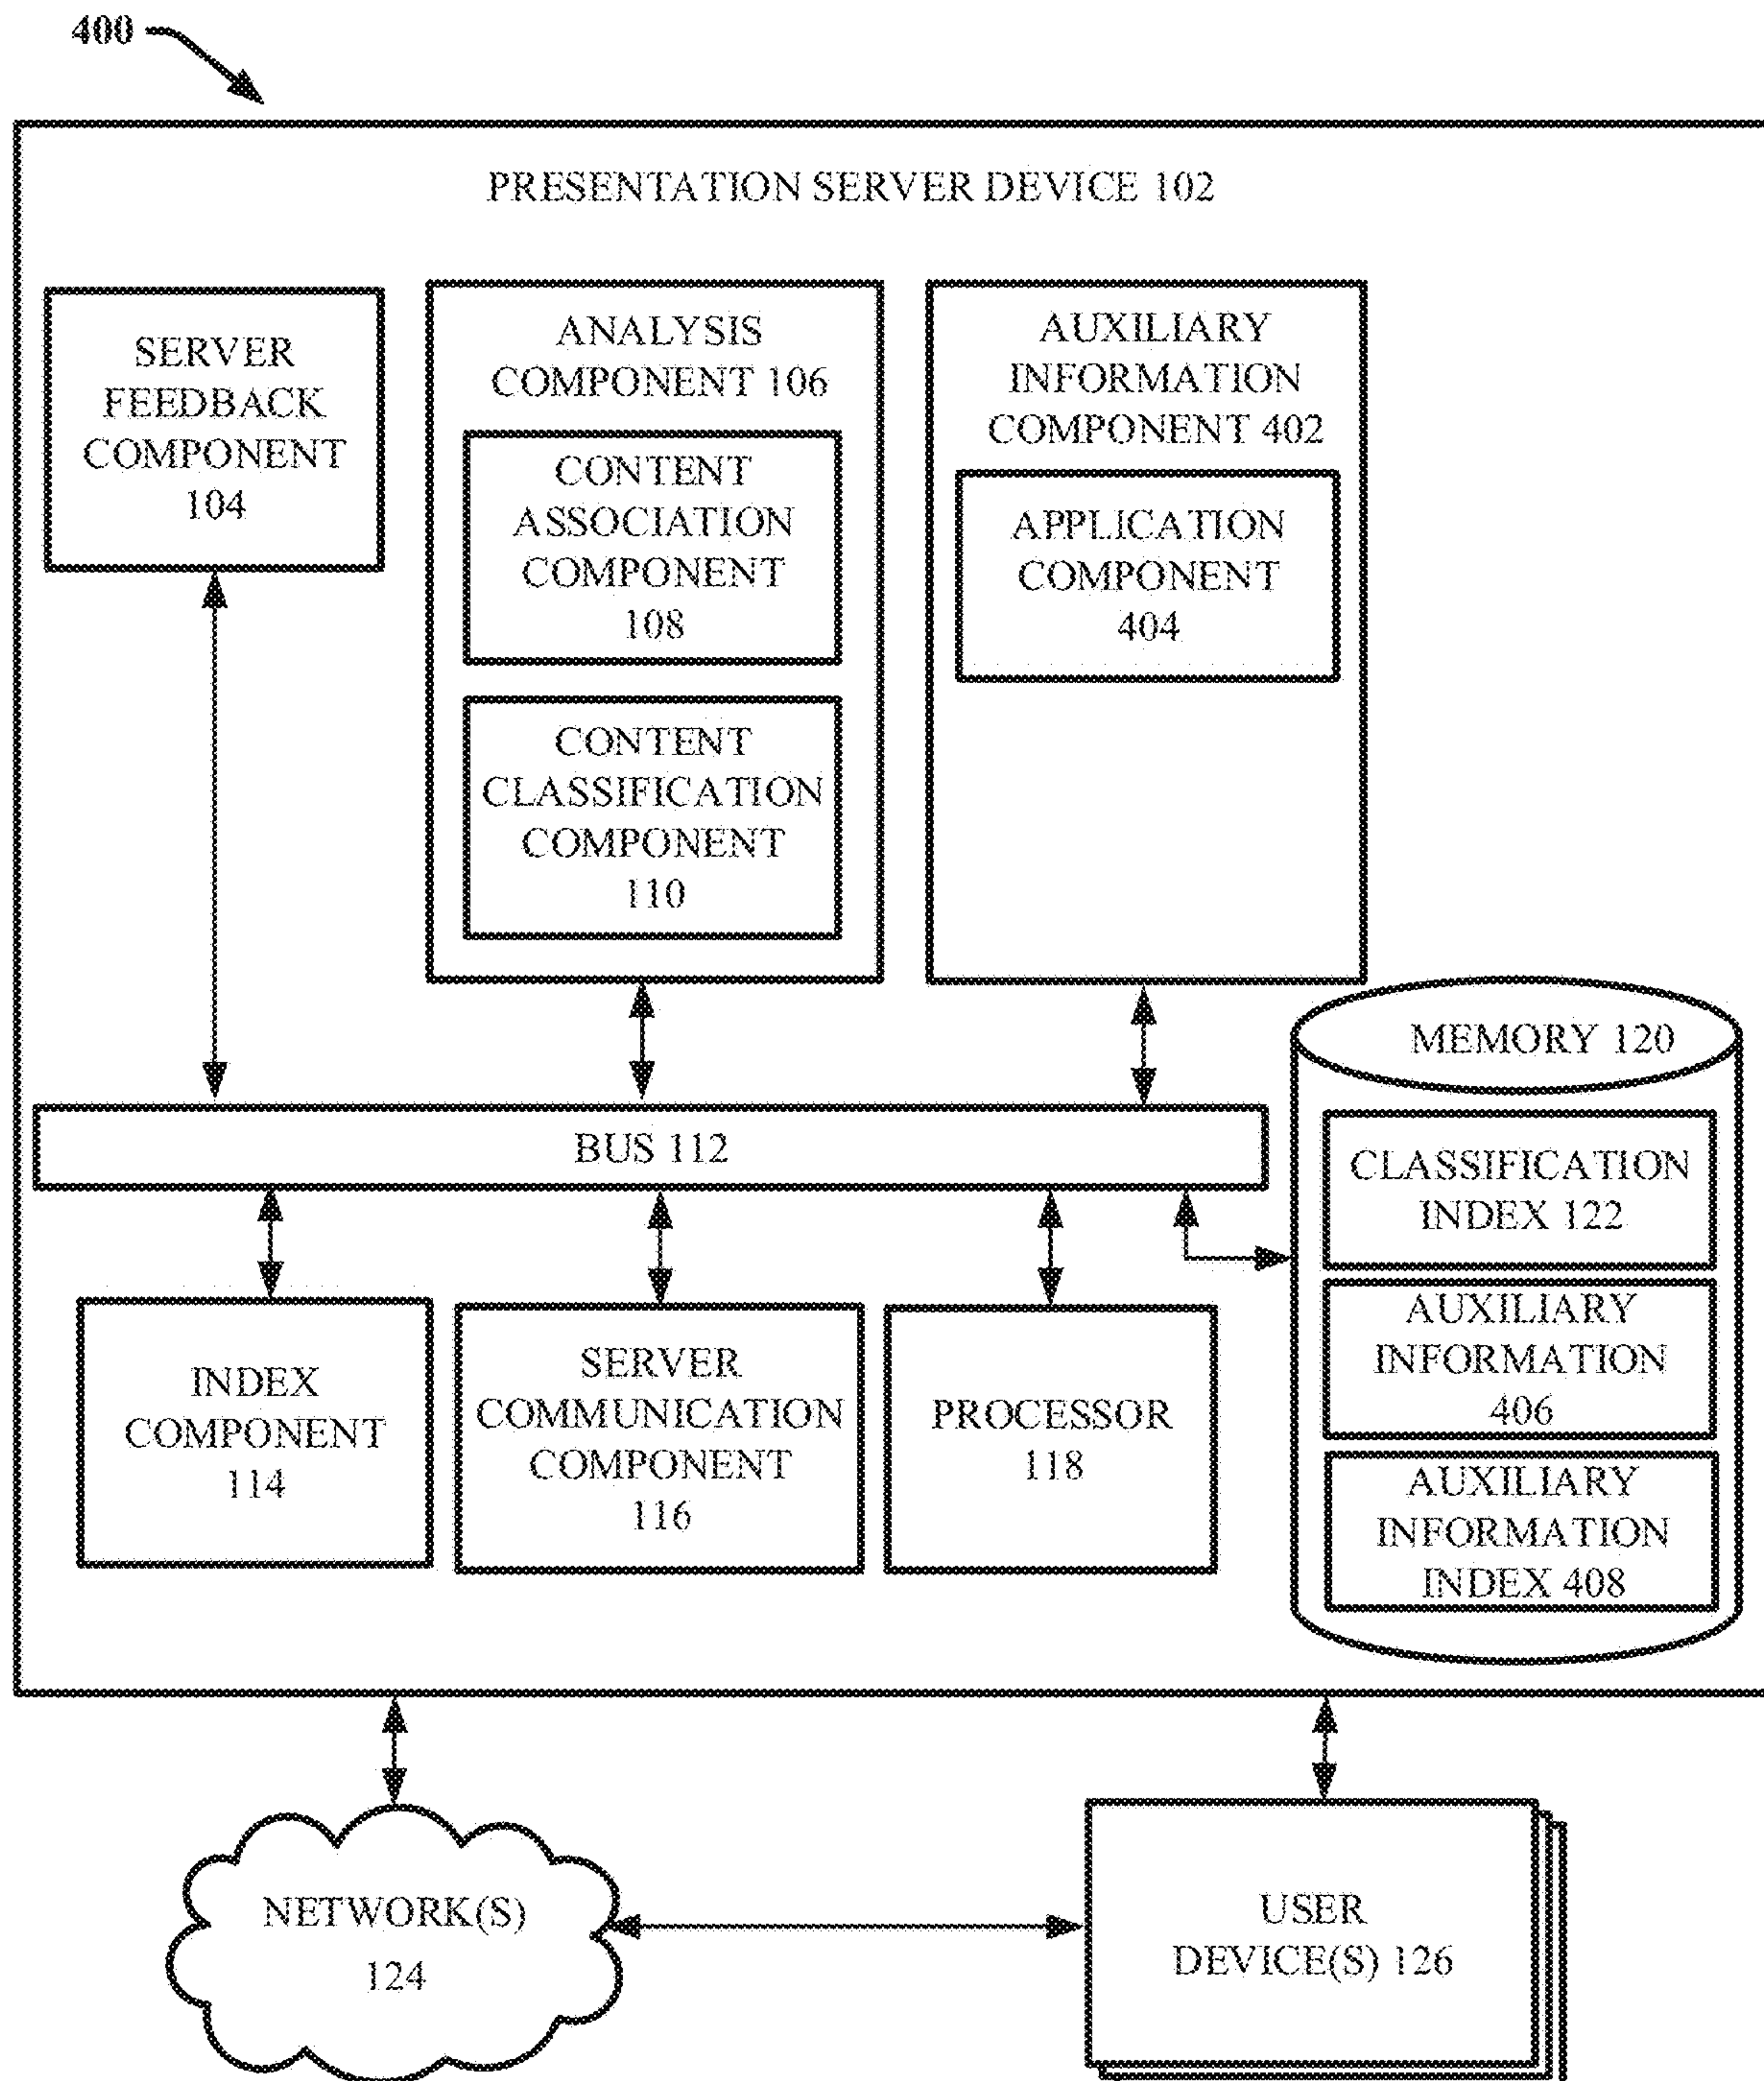 400
PRESENTATION SERVER DEVICE 102
SERVER
FEEDBACK
COMPONENT
104
ANALYSIS
COMPONENT 106
CONTENT
ASSOCIATION
COMPONENT
108
CONTENT
CLASSIFICATION
COMPONENT
110
AUXILIARY
INFORMATION
COMPONENT 402
APPLICATION
COMPONENT
404
BUS 112
MEMORY 120
CLASSIFICATION
INDEX 122
AUXILIARY
INFORMATION
406
AUXILIARY
INFORMATION
INDEX 408
INDEX
COMPONENT
114
SERVER
COMMUNICATION
COMPONENT
116
PROCESSOR
118
NETWORK(S)
124
USER
DEVICE(S) 126